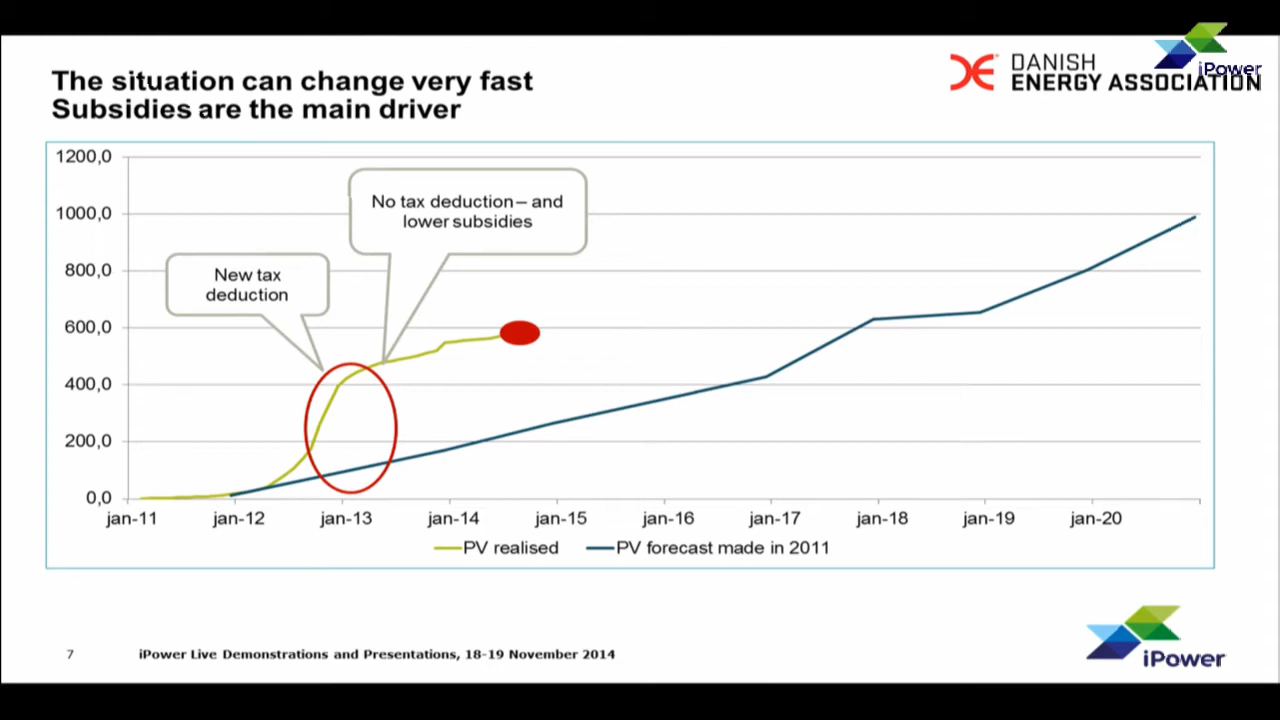 The situation can change very fast
Subsidies are the main driver
DANISH
ENERGY ASSOCIATION
iPower
1200,0
1000,0
800,0
600,0
400,0
200,0
0,0
No tax deduction – and
lower subsidies
New tax
deduction
jan-11 jan-12 jan-13 jan-14 jan-15 jan-16 jan-17 jan-18 jan-19 jan-20
PV realised PV forecast made in 2011
7 iPower Live Demonstrations and Presentations, 18-19 November 2014
iPower